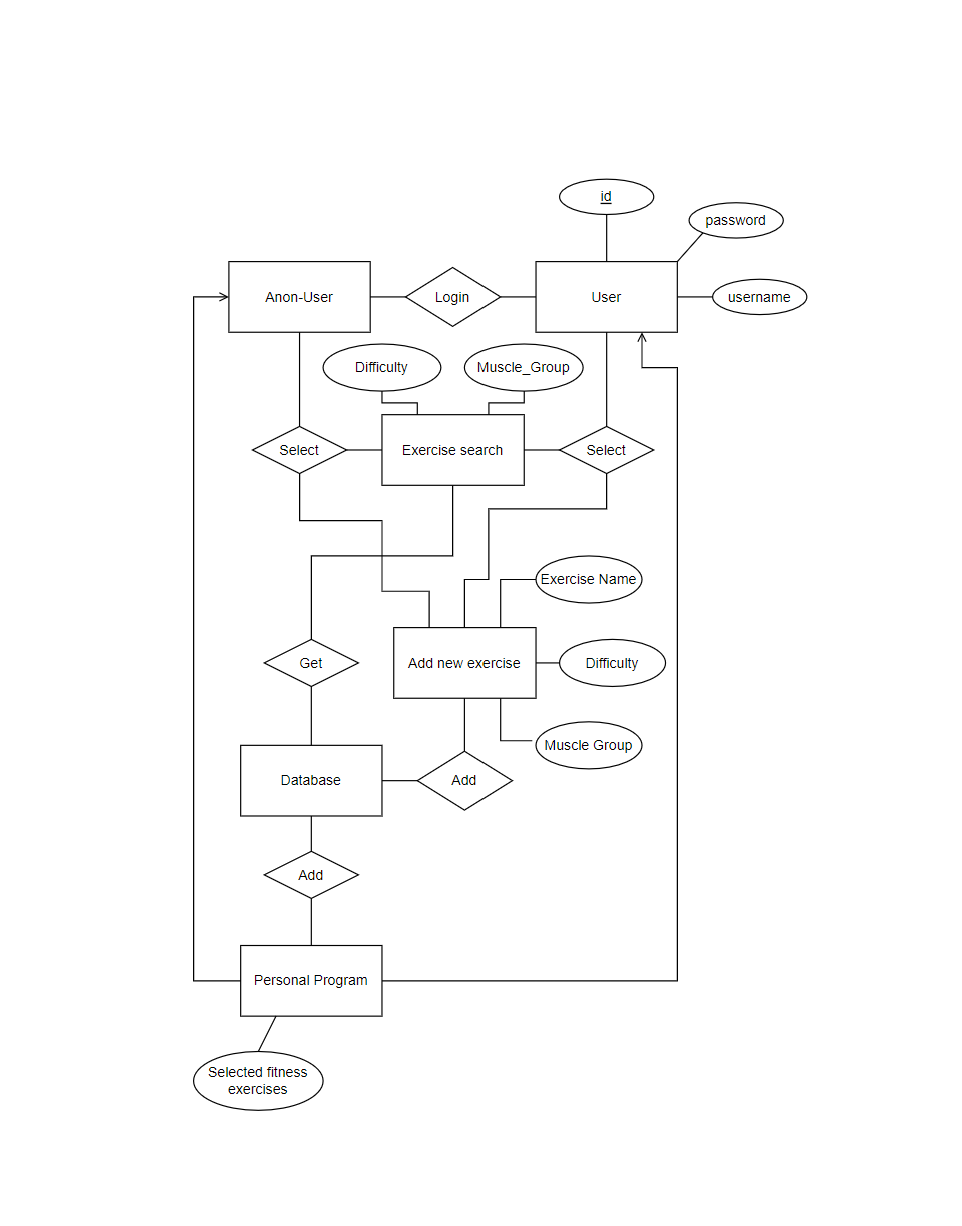 id
password
Anon-User
Login
User
username
Difficulty
Muscle_Group
Select
Exercise search
Select
Exercise Name
Get
Add new exercise
Difficulty
Muscle Group
Database
Add
Add
Personal Program
Selected fitness
exercises